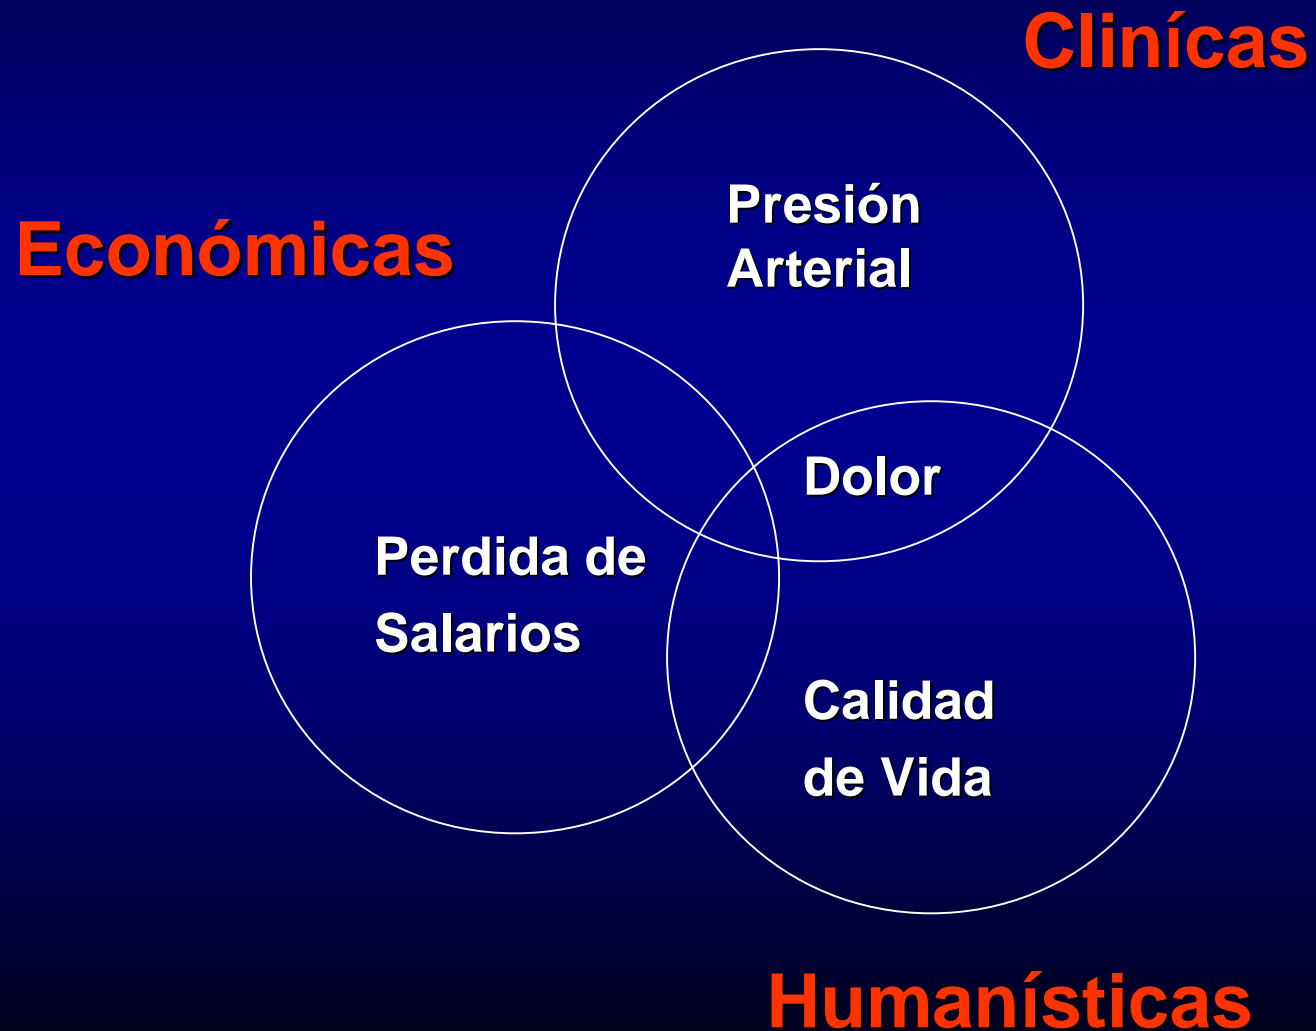 Clinícas
Económicas
Presión
Arterial
Dolor
Perdida de
Salarios
Calidad
de Vida
Humanísticas